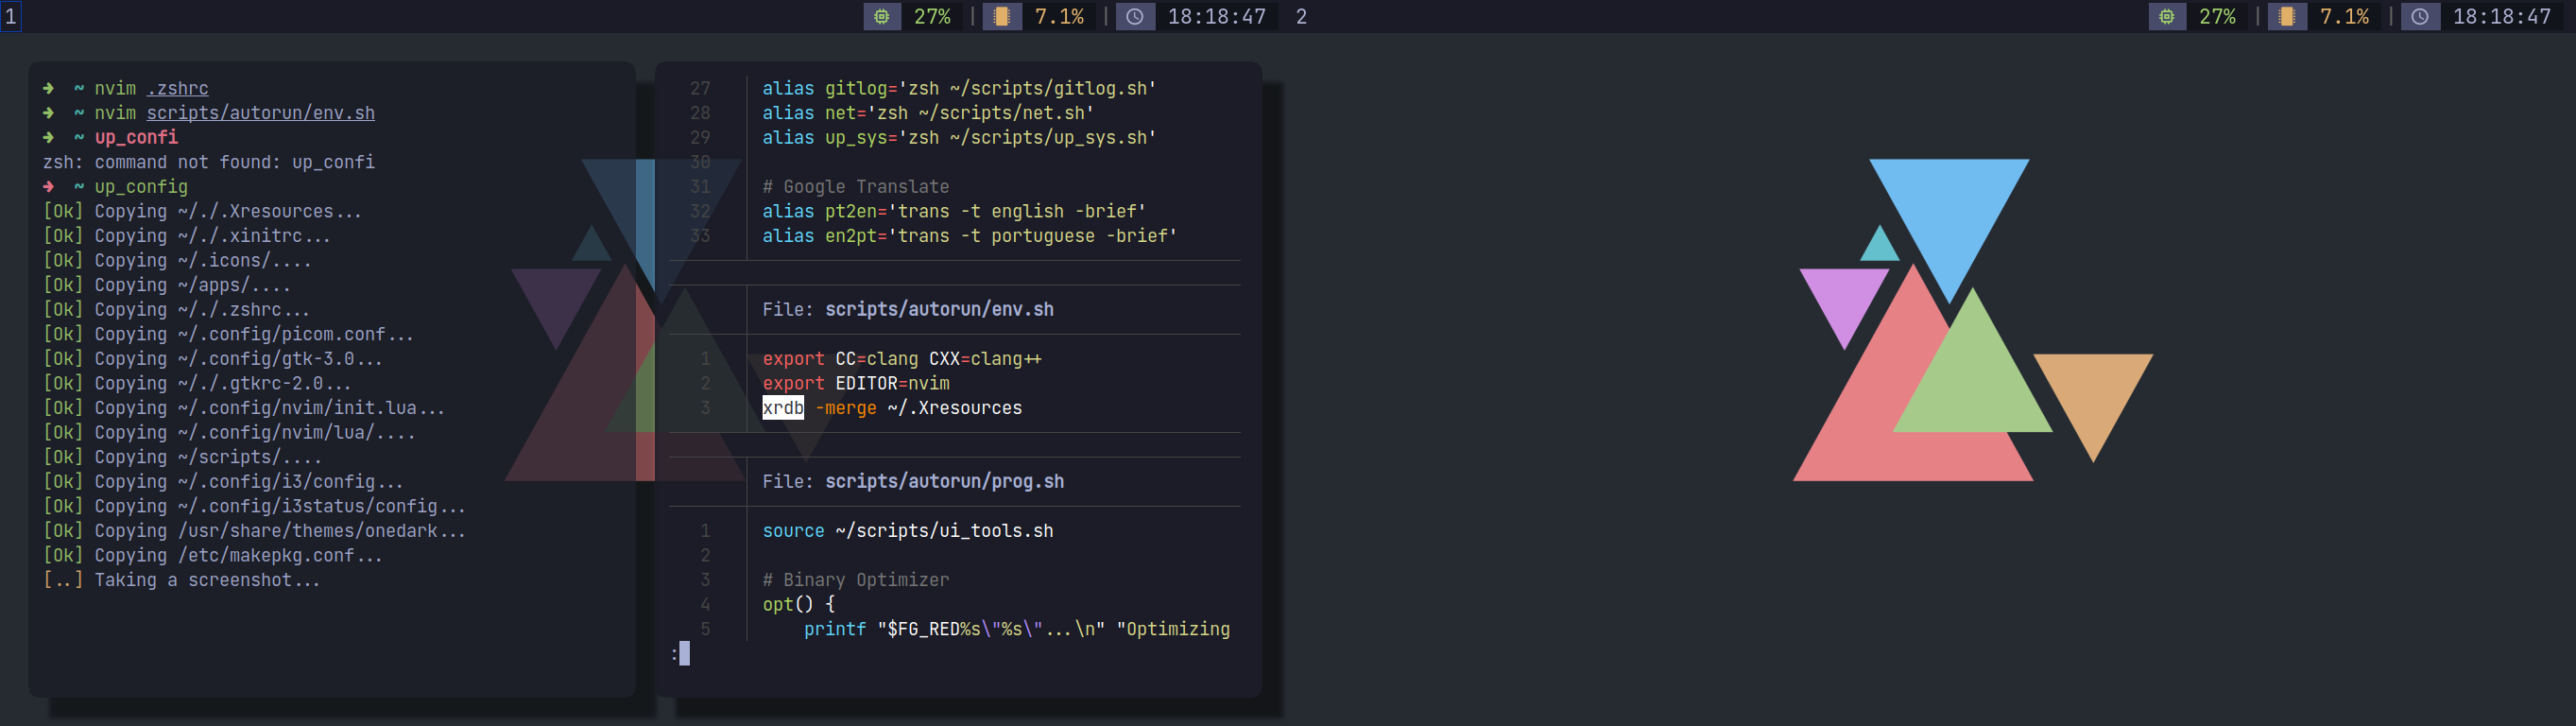 1
27% | 7.1% | 18:18:47
2
27% | 7.1% | 18:18:47
➜ ~ nvim .zshrc
➜ ~ nvim scripts/autorun/env.sh
➜ ~ up_confi
zsh: command not found: up_confi
➜ ~ up_config
[Ok] Copying ~/./.Xresources...
[Ok] Copying ~/./.xinitrc...
[Ok] Copying ~/.icons/....
[Ok] Copying ~/apps/....
[Ok] Copying ~/./.zshrc...
[Ok] Copying ~/.config/picom.conf...
[Ok] Copying ~/.config/gtk-3.0...
[Ok] Copying ~/./.gtkrc-2.0...
[Ok] Copying ~/.config/nvim/init.lua...
[Ok] Copying ~/.config/nvim/lua/....
[Ok] Copying ~/scripts/....
[Ok] Copying ~/.config/i3/config...
[Ok] Copying ~/.config/i3status/config...
[Ok] Copying /usr/share/themes/onedark...
[Ok] Copying /etc/makepkg.conf...
[..] Taking a screenshot...
27 alias gitlog='zsh ~/scripts/gitlog.sh'
28 alias net='zsh ~/scripts/net.sh'
29 alias up_sys='zsh ~/scripts/up_sys.sh'
30
31 # Google Translate
32 alias pt2en='trans -t english -brief'
33 alias en2pt='trans -t portuguese -brief'
File: scripts/autorun/env.sh
1 export CC=clang CXX=clang++
2 export EDITOR=nvim
3 xrdb -merge ~/.Xresources
File: scripts/autorun/prog.sh
1 source ~/scripts/ui_tools.sh
2
3 # Binary Optimizer
4 opt() {
5 printf "$FG_RED%s\"%s\"...\n" "Optimizing
: